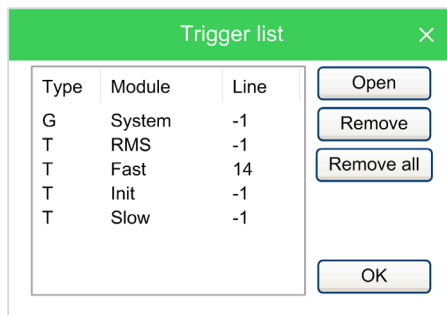 Trigger list
Type Module Line
G System -1
T RMS -1
T Fast 14
T Init -1
T Slow -1
Open
Remove
Remove all
OK